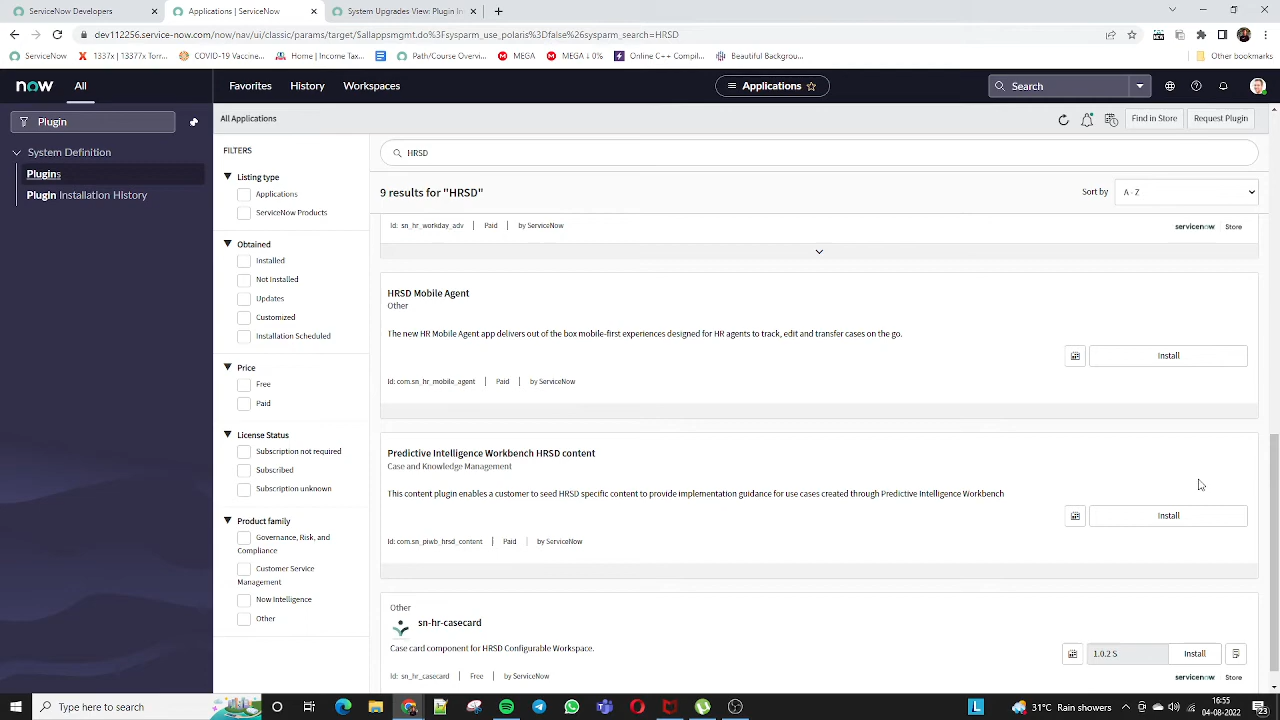 ServiceNow Developers
Applications | ServiceNow
System Upgrades View: Plugin In
dev112256.service-now.com/now/nav/ui/classic/params/target/$allappsmgmt.do%3Fsysparm_use_polaris%3Dfalse%26sysparm_search=HRSD
ServiceNow
1337x | 1337x Torr...
COVID-19 Vaccinati...
Home | Income Tax...
Path/Course Overvi...
MEGA
MEGA ↓ 0%
Online C++ Compil...
Beautiful Backgrou...
Other bookmarks
now
All
Favorites
History
Workspaces
Applications
Search
Plugin
System Definition
Plugins
Plugin Installation History
All Applications
Find in Store
Request Plugin
FILTERS
Listing type
Applications
ServiceNow Products
Obtained
Installed
Not Installed
Updates
Customized
Installation Scheduled
Price
Free
Paid
License Status
Subscription not required
Subscribed
Subscription unknown
Product family
Governance, Risk, and
Compliance
Customer Service
Management
Now Intelligence
Other
HRSD
9 results for "HRSD"
Sort by
A - Z
Id: sn_hr_workday_adv | Paid | by ServiceNow
servicenow Store
HRSD Mobile Agent
Other
The new HR Mobile Agent app delivers out of the box mobile-first experiences designed for HR agents to track, edit and transfer cases on the go.
Install
Id: com.sn_hr_mobile_agent | Paid | by ServiceNow
Predictive Intelligence Workbench HRSD content
Case and Knowledge Management
This content plugin enables a customer to seed HRSD specific content to provide implementation guidance for use cases created through Predictive Intelligence Workbench
Install
Id: com.sn_piwb_hrsd_content | Paid | by ServiceNow
Other
sn-hr-casecard
Case card component for HRSD Configurable Workspace.
1.0.2 S
Install
Id: sn_hr_casecard | Free | by ServiceNow
servicenow Store
Type here to search
L
31°C Rain showers
16:55
04-08-2022